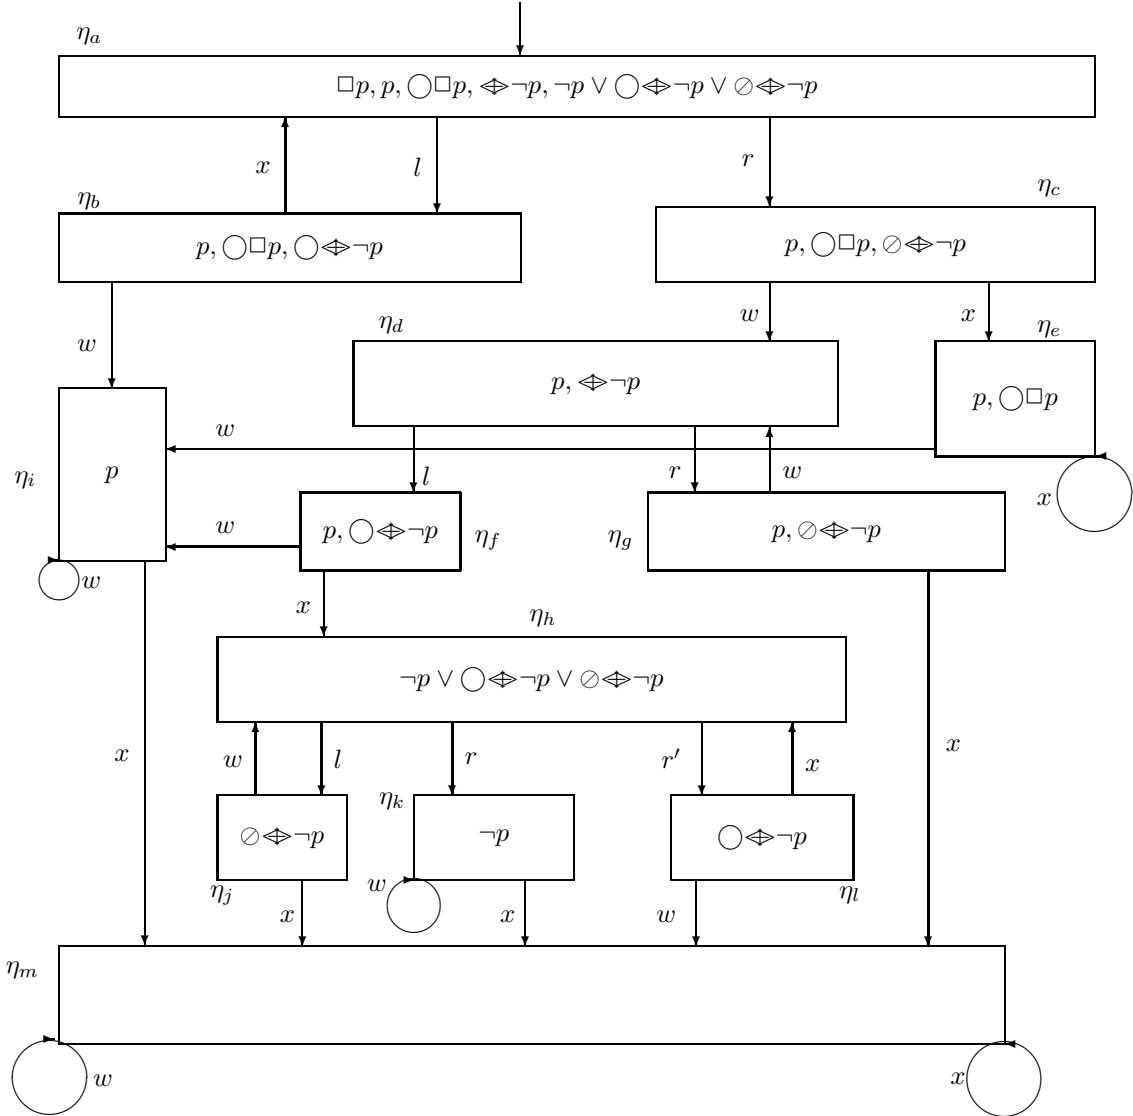 η_a
□p, p, ◯□p, ⟴¬p, ¬p ∨ ◯⟴¬p ∨ ⊘⟴¬p
x l r
η_b η_c
p, ◯□p, ◯⟴¬p p, ◯□p, ⊘⟴¬p
w w x
η_d η_e
p, ⟴¬p p, ◯□p
w
η_i p l r w x
w p, ◯⟴¬p η_f η_g p, ⊘⟴¬p
w
x η_h
¬p ∨ ◯⟴¬p ∨ ⊘⟴¬p
x w l r r′ x x
η_k
⊘⟴¬p ¬p ◯⟴¬p
w
η_j η_l
x x w
η_m
w x